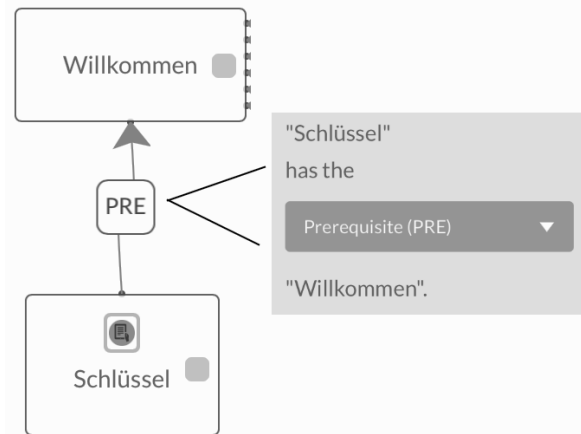 Willkommen
PRE
"Schlüssel"
has the
Prerequisite (PRE)
"Willkommen".
Schlüssel